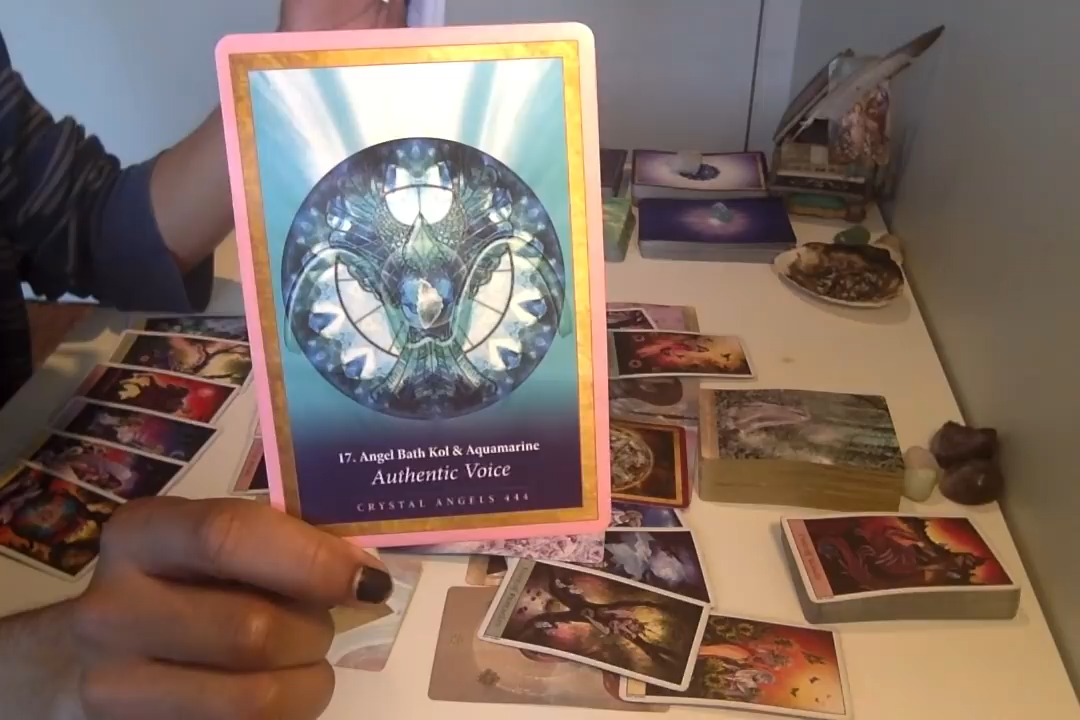 17. Angel Bath Kol & Aquamarine
Authentic Voice
CRYSTAL ANGELS 444